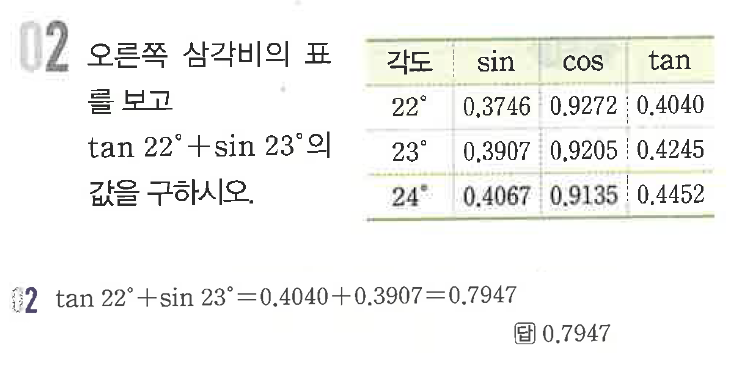 02 오른쪽 삼각비의 표
를 보고
tan 22°+sin 23°의
값을 구하시오.
각도 sin cos tan
22° 0.3746 0.9272 0.4040
23° 0.3907 0.9205 0.4245
24° 0.4067 0.9135 0.4452
02 tan 22°+sin 23°=0.4040+0.3907=0.7947
답 0.7947